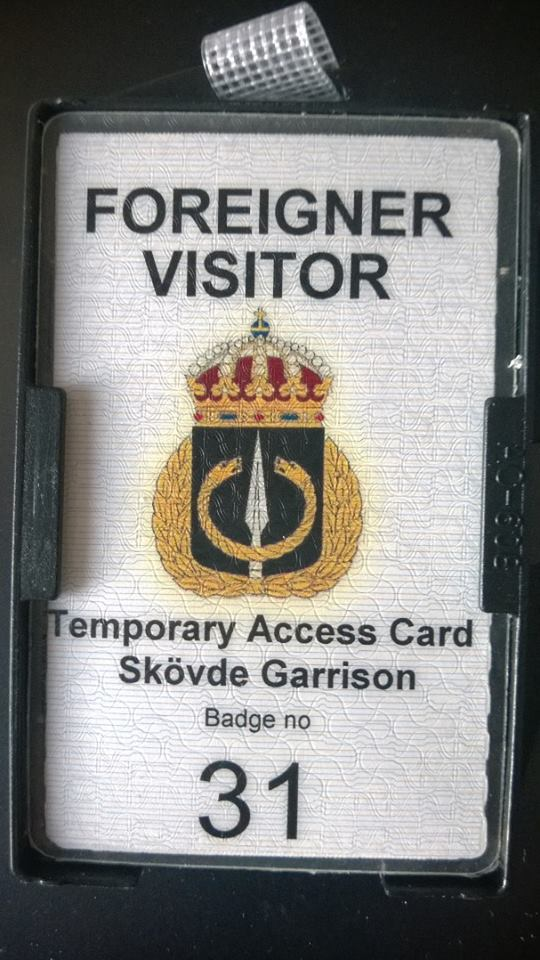 FOREIGNER
VISITOR
Temporary Access Card
Skövde Garrison
Badge no
31